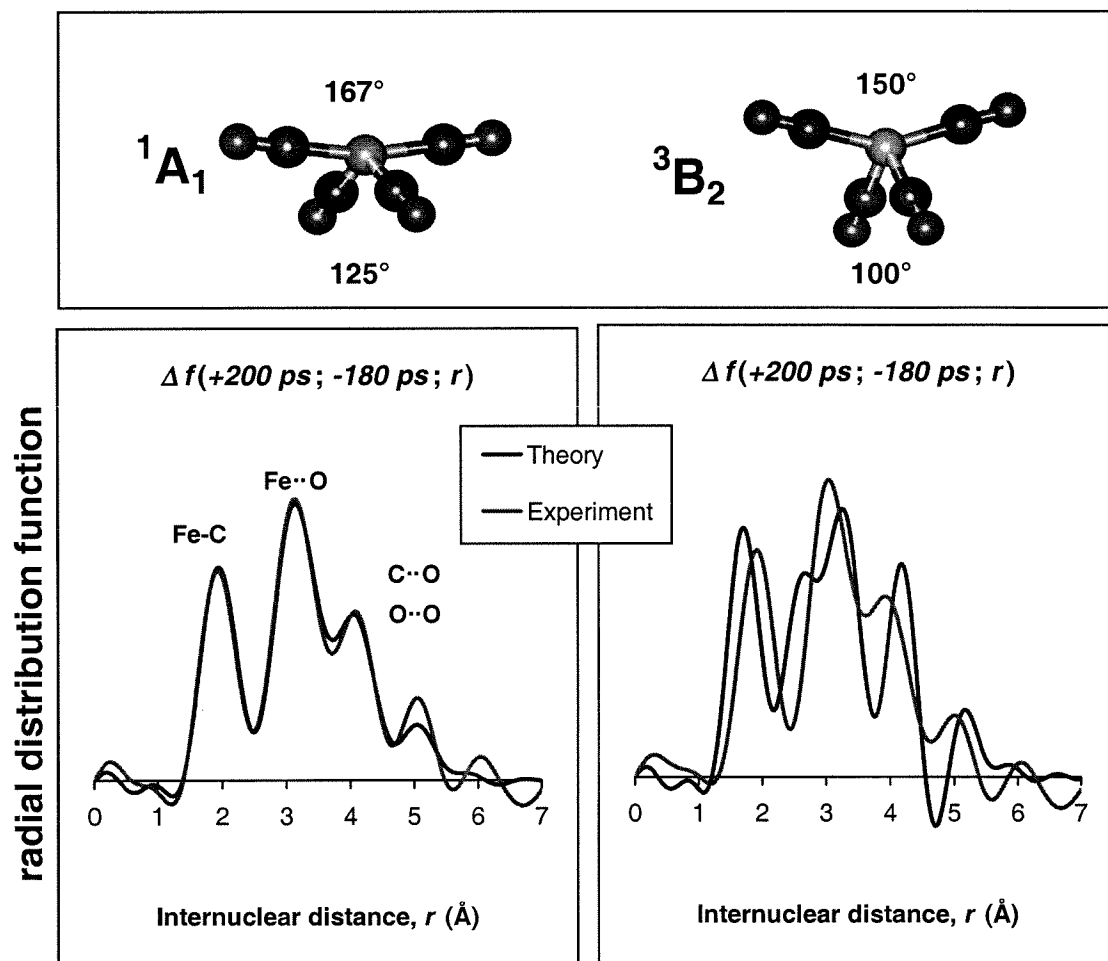 167°
150°
¹A₁
³B₂
125°
100°
Δf(+200 ps; -180 ps; r)
Δf(+200 ps; -180 ps; r)
Theory
Experiment
Fe··O
Fe-C
C··O
O··O
radial distribution function
0 1 2 3 4 5 6 7
0 1 2 3 4 5 6 7
Internuclear distance, r (Å)
Internuclear distance, r (Å)